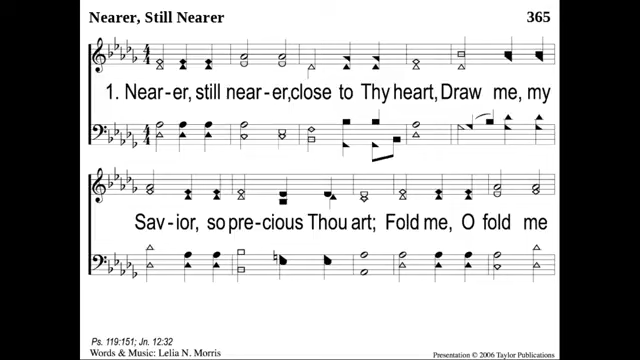 Nearer, Still Nearer 365
1. Near-er, still near-er,close to Thy heart, Draw me, my
Sav-ior, so pre-cious Thou art; Fold me, O fold me
Ps. 119:151; Jn. 12:32
Words & Music: Lelia N. Morris Presentation © 2006 Taylor Publications